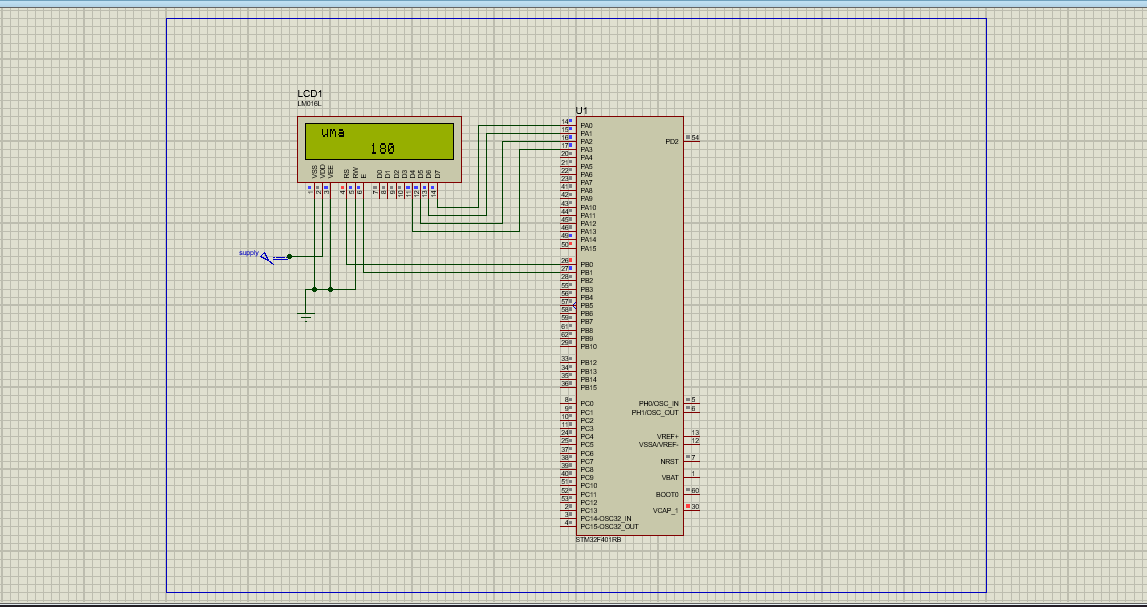 LCD1
LM016L
uma
180
VSS
VDD
VEE
RS
RW
E
D0
D1
D2
D3
D4
D5
D6
D7
1
2
3
4
5
6
7
8
9
10
11
12
13
14
supply
U1
14 PA0
15 PA1
16 PA2
17 PA3
20 PA4
21 PA5
22 PA6
23 PA7
41 PA8
42 PA9
43 PA10
44 PA11
45 PA12
46 PA13
49 PA14
50 PA15
26 PB0
27 PB1
28 PB2
55 PB3
56 PB4
57 PB5
58 PB6
59 PB7
61 PB8
62 PB9
29 PB10
33 PB12
34 PB13
35 PB14
36 PB15
8 PC0
9 PC1
10 PC2
11 PC3
24 PC4
25 PC5
37 PC6
38 PC7
39 PC8
40 PC9
51 PC10
52 PC11
53 PC12
2 PC13
3 PC14-OSC32_IN
4 PC15-OSC32_OUT
PD2 54
PH0/OSC_IN 5
PH1/OSC_OUT 6
VREF+ 13
VSSA/VREF- 12
NRST 7
VBAT 1
BOOT0 60
VCAP_1 30
STM32F401RB